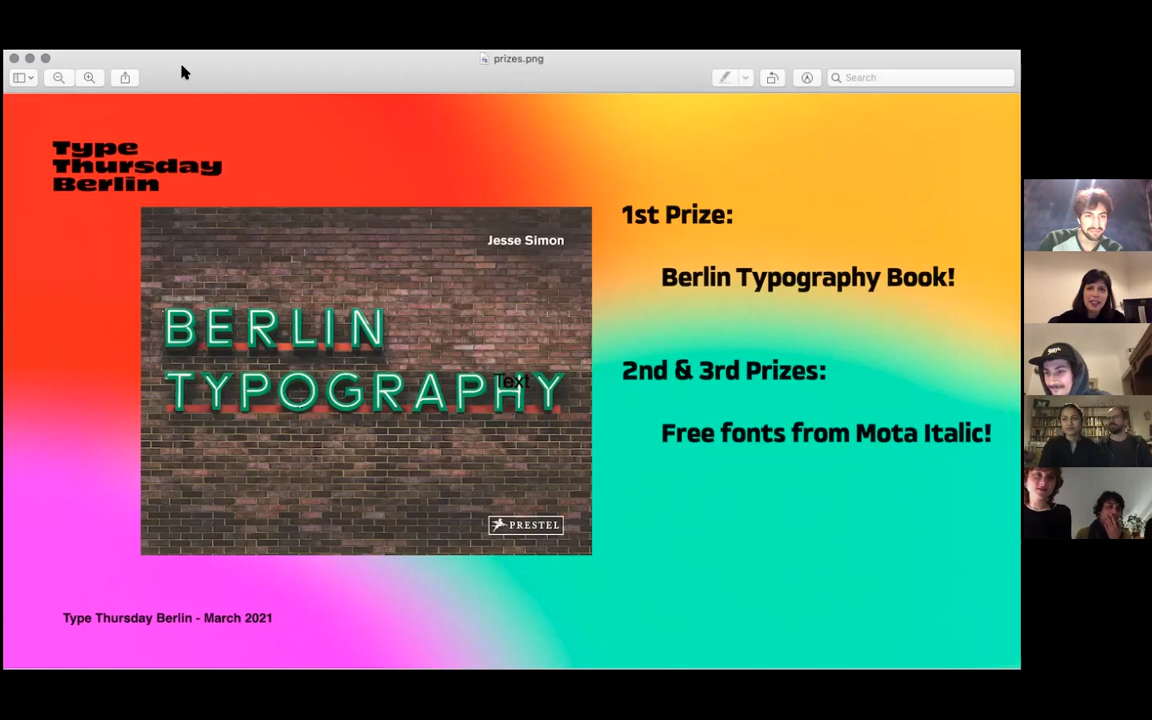 prizes.png
Search
Type
Thursday
Berlin
Jesse Simon
BERLIN
TYPOGRAPHY
Text
PRESTEL
1st Prize:
Berlin Typography Book!
2nd & 3rd Prizes:
Free fonts from Mota Italic!
Type Thursday Berlin - March 2021